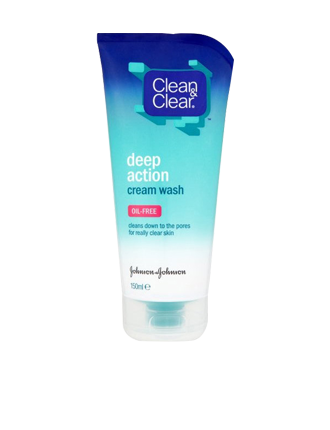 Clean
&
Clear®
deep
action
cream wash
OIL-FREE
cleans down to the pores
for really clear skin
Johnson & Johnson
150ml ℮